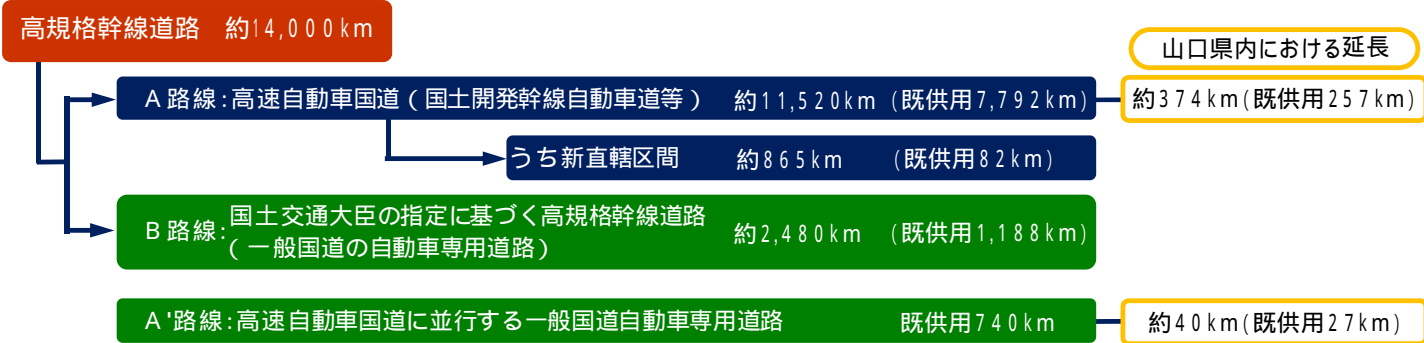 高規格幹線道路 約14,000km
山口県内における延長
A路線:高速自動車国道(国土開発幹線自動車道等) 約11,520km (既供用7,792km) 約374km(既供用257km)
うち新直轄区間 約865km (既供用82km)
B路線:国土交通大臣の指定に基づく高規格幹線道路
(一般国道の自動車専用道路) 約2,480km (既供用1,188km)
A'路線:高速自動車国道に並行する一般国道自動車専用道路 既供用740km 約40km(既供用27km)